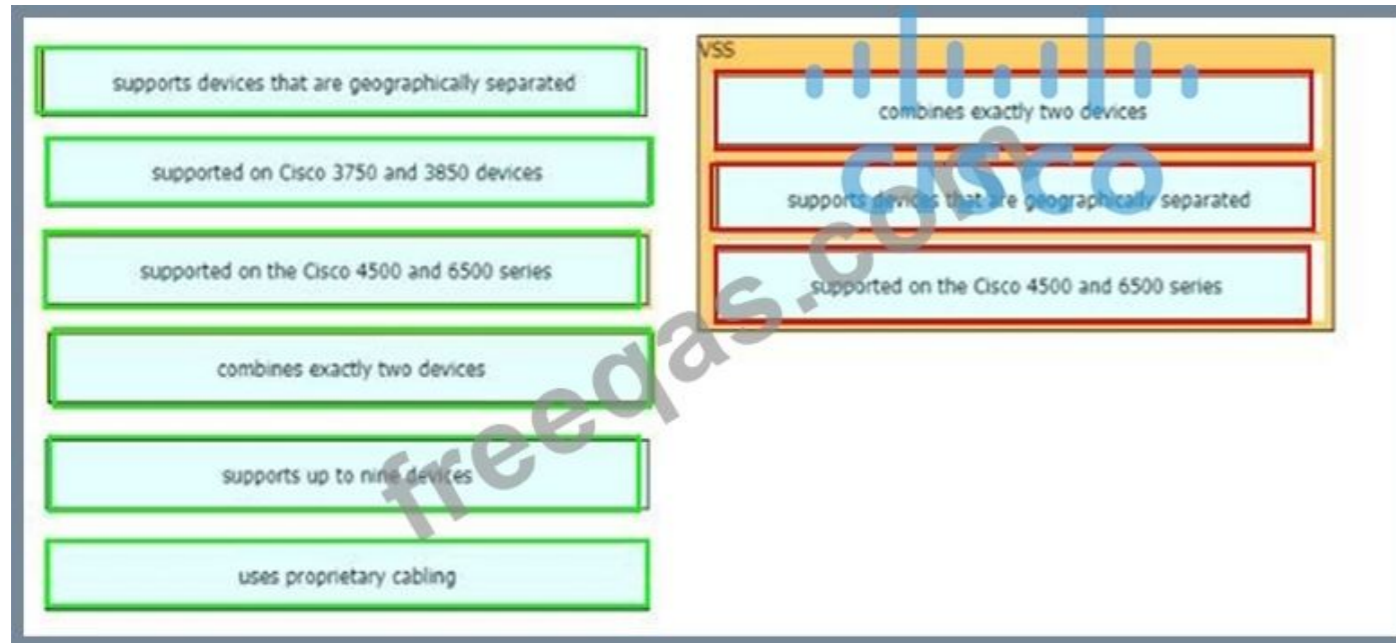 supports devices that are geographically separated
supported on Cisco 3750 and 3850 devices
supported on the Cisco 4500 and 6500 series
combines exactly two devices
supports up to nine devices
uses proprietary cabling
VSS
combines exactly two devices
supports devices that are geographically separated
supported on the Cisco 4500 and 6500 series
cisco
freeqas.com